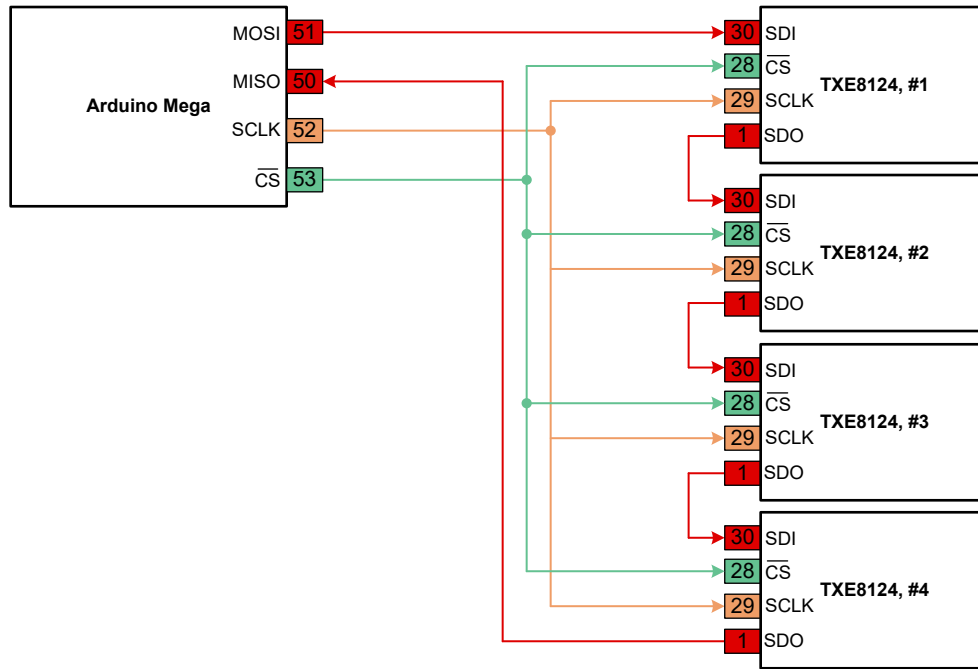 Arduino Mega
MOSI 51
MISO 50
SCLK 52
CS 53
30 SDI
28 CS
29 SCLK
1 SDO
TXE8124, #1
30 SDI
28 CS
29 SCLK
1 SDO
TXE8124, #2
30 SDI
28 CS
29 SCLK
1 SDO
TXE8124, #3
30 SDI
28 CS
29 SCLK
1 SDO
TXE8124, #4